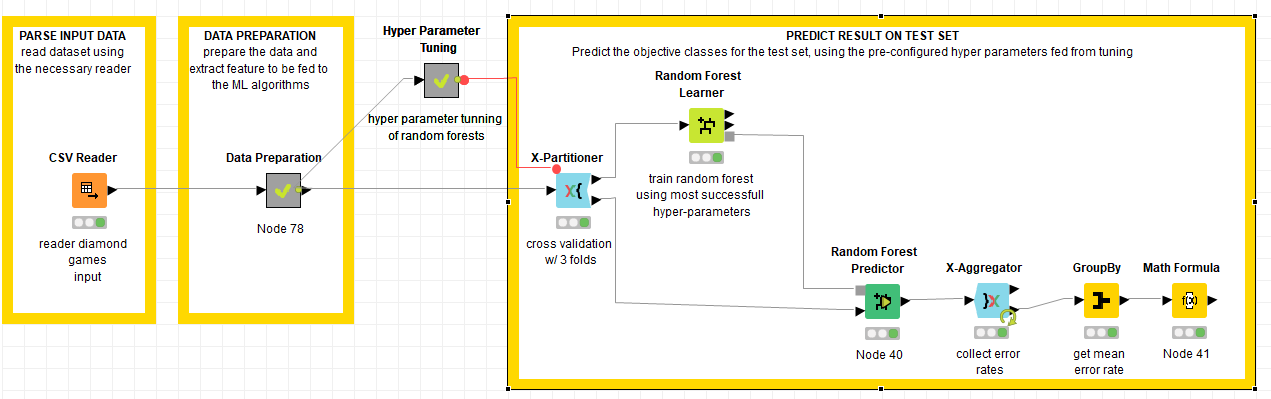 PARSE INPUT DATA
read dataset using
the necessary reader
CSV Reader
reader diamond
games
input
DATA PREPARATION
prepare the data and
extract feature to be fed to
the ML algorithms
Data Preparation
Node 78
Hyper Parameter
Tuning
hyper parameter tunning
of random forests
PREDICT RESULT ON TEST SET
Predict the objective classes for the test set, using the pre-configured hyper parameters fed from tuning
X-Partitioner
X{
cross validation
w/ 3 folds
Random Forest
Learner
train random forest
using most successfull
hyper-parameters
Random Forest
Predictor
Node 40
X-Aggregator
}X
collect error
rates
GroupBy
get mean
error rate
Math Formula
f(x)
Node 41